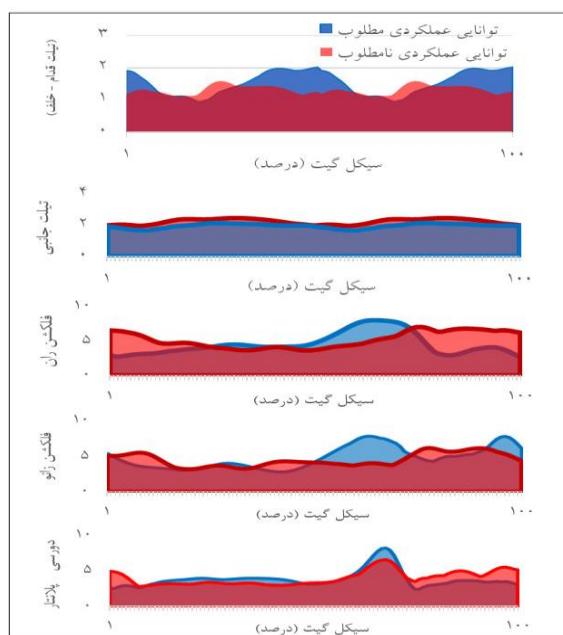 توانایی عملکردی مطلوب
توانایی عملکردی نامطلوب
تیلت قدام - خلف)
۳
۲
۱
۰
۱
۱۰۰
سیکل گیت (درصد)
تیلت جانبی
۴
۲
۰
۱
۱۰۰
سیکل گیت (درصد)
فلکشن ران
۱۰
۵
۰
۱
۱۰۰
سیکل گیت (درصد)
فلکشن زانو
۱۰
۵
۰
۱
۱۰۰
سیکل گیت (درصد)
دورسی پلانتار
۱۰
۵
۰
۱
۱۰۰
سیکل گیت (درصد)